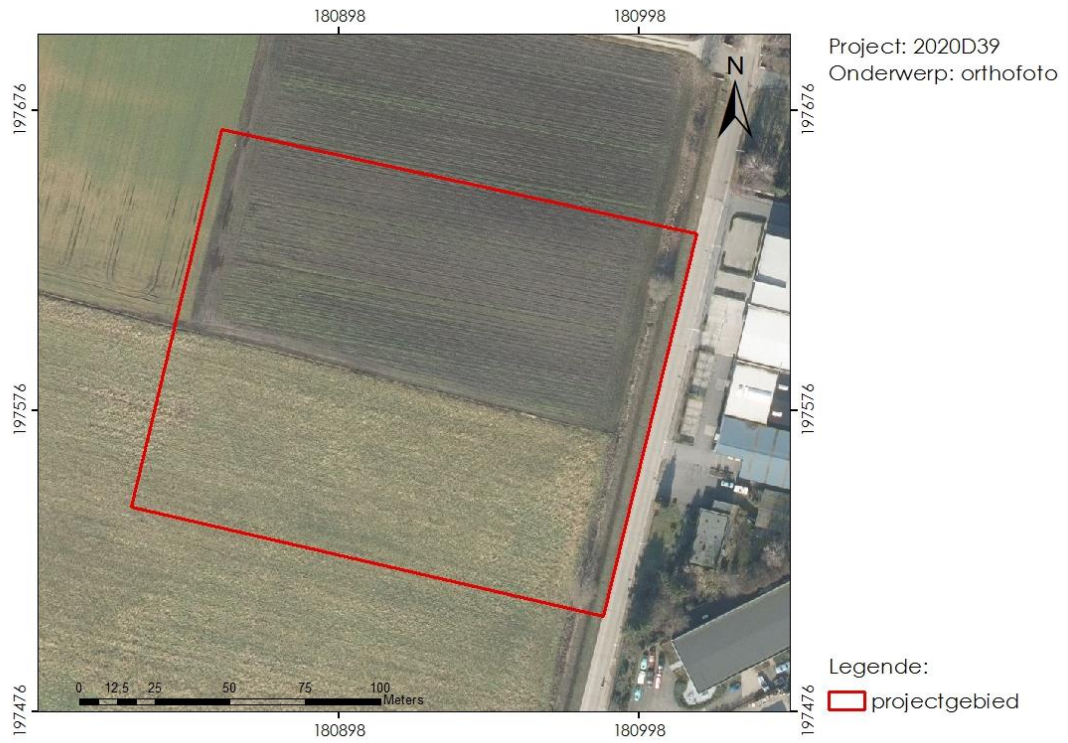 180898
180998
Project: 2020D39
Onderwerp: orthofoto
N
197676
197676
197576
197576
0 12,5 25 50 75 100
Meters
197476
197476
180898
180998
Legende:
projectgebied